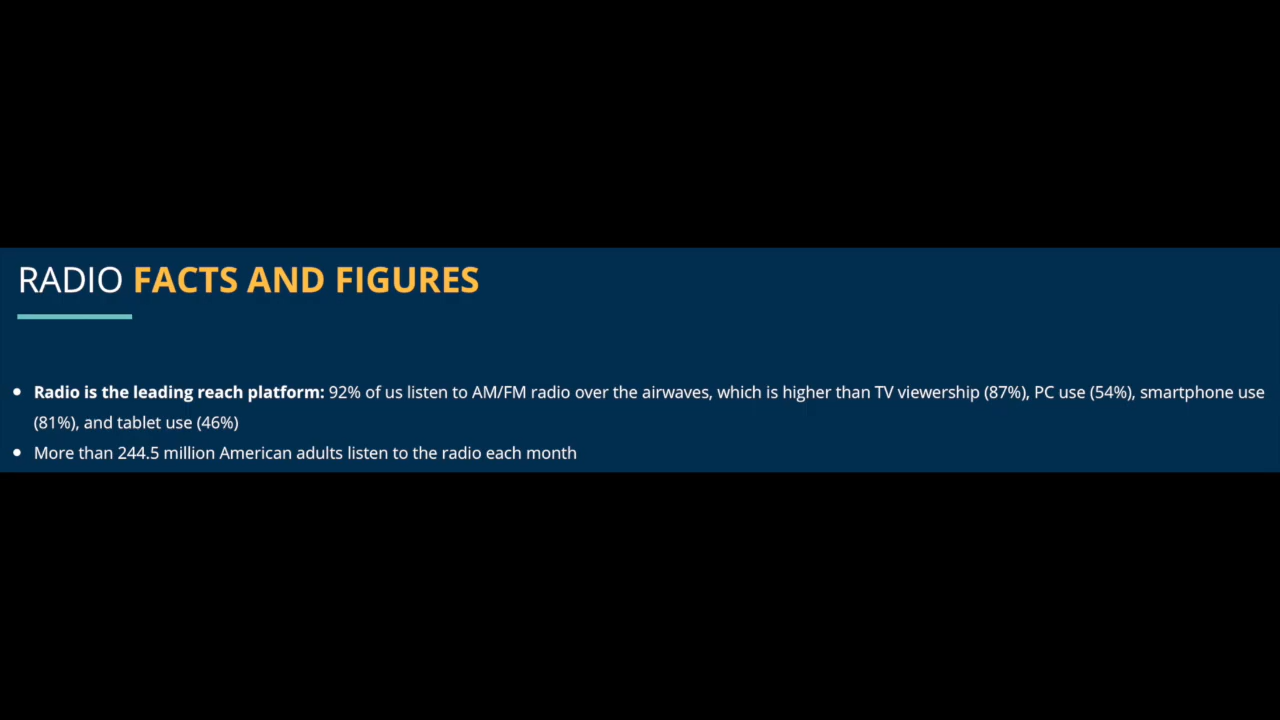 RADIO FACTS AND FIGURES
• Radio is the leading reach platform: 92% of us listen to AM/FM radio over the airwaves, which is higher than TV viewership (87%), PC use (54%), smartphone use
(81%), and tablet use (46%)
• More than 244.5 million American adults listen to the radio each month